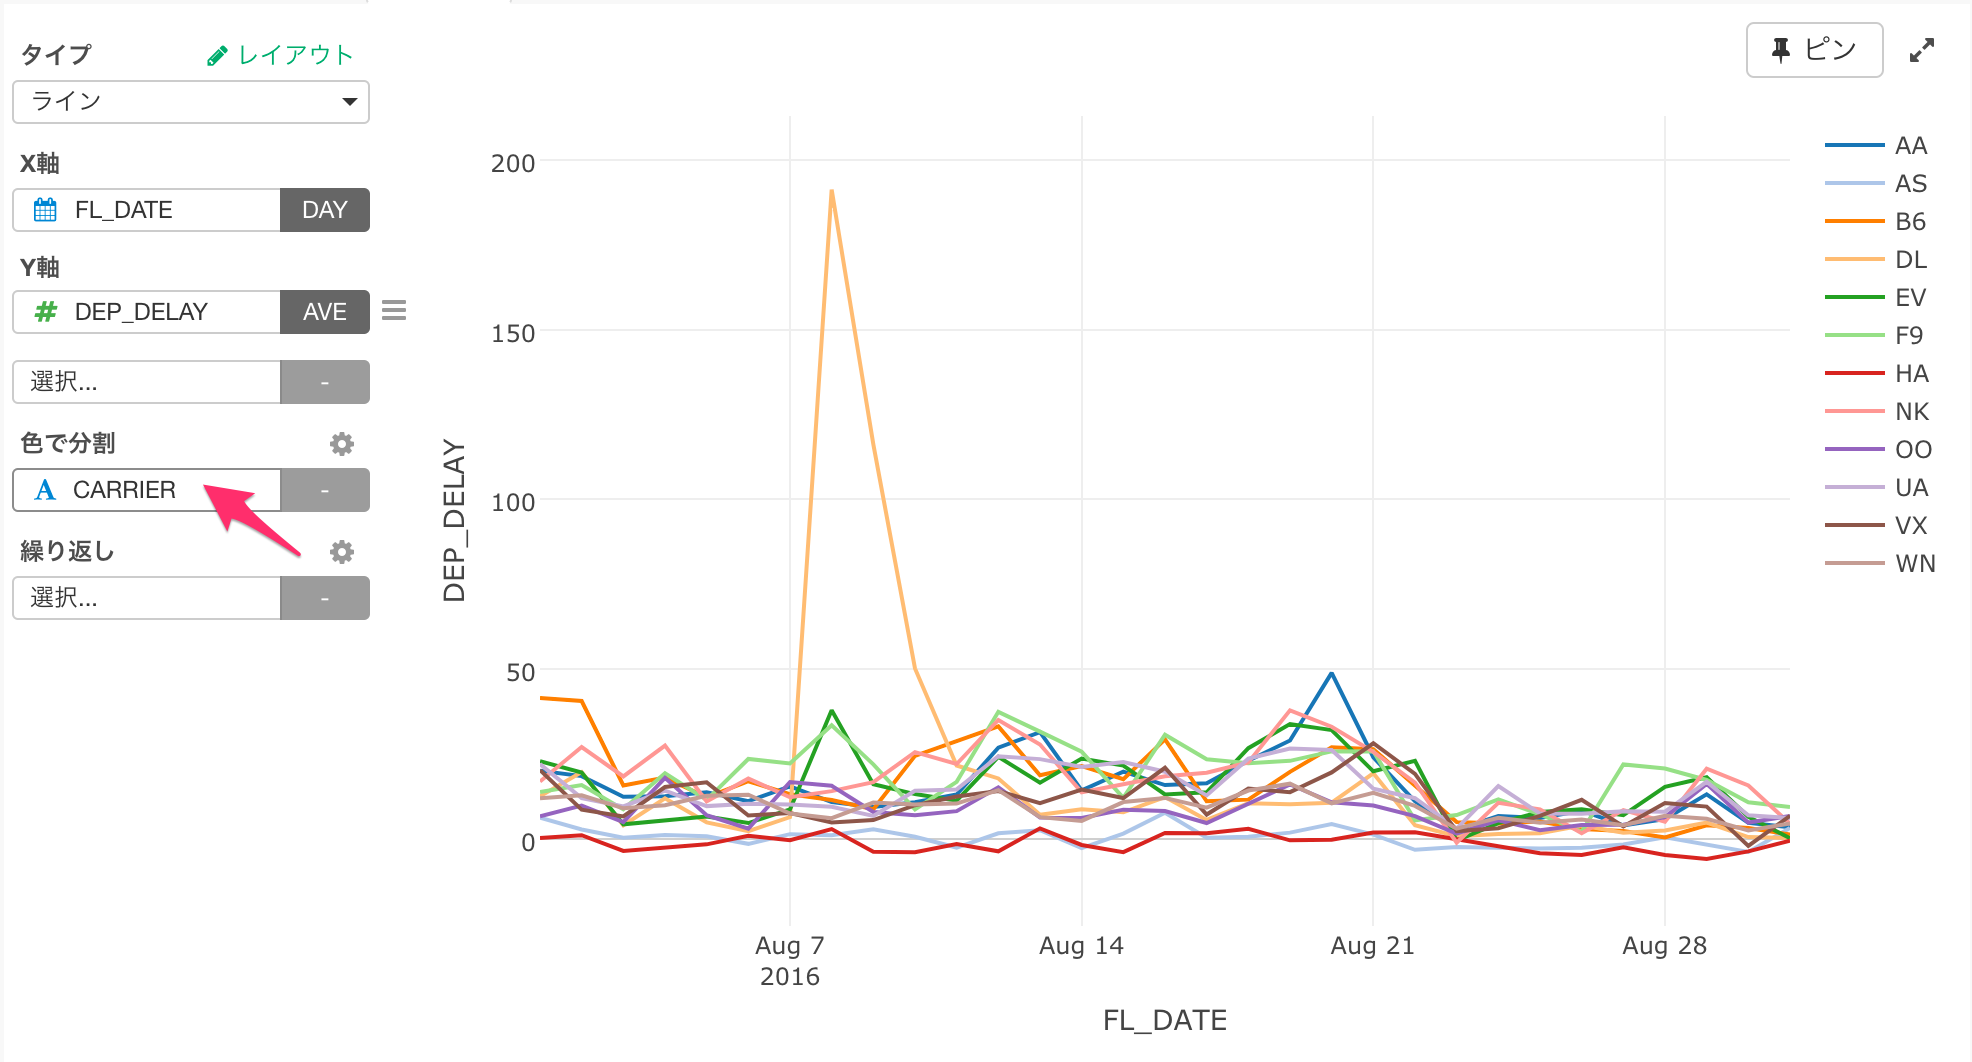 タイプ
レイアウト
ライン
X軸
FL_DATE DAY
Y軸
DEP_DELAY AVE
選択... -
色で分割
CARRIER -
繰り返し
選択... -
ピン
200
150
100
50
0
DEP_DELAY
Aug 7
2016
Aug 14
Aug 21
Aug 28
FL_DATE
AA
AS
B6
DL
EV
F9
HA
NK
OO
UA
VX
WN